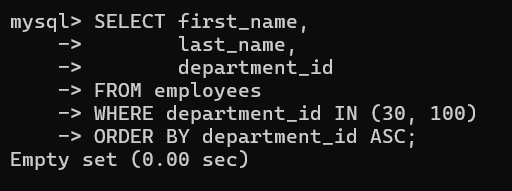 mysql> SELECT first_name,
    ->        last_name,
    ->        department_id
    -> FROM employees
    -> WHERE department_id IN (30, 100)
    -> ORDER BY department_id ASC;
Empty set (0.00 sec)